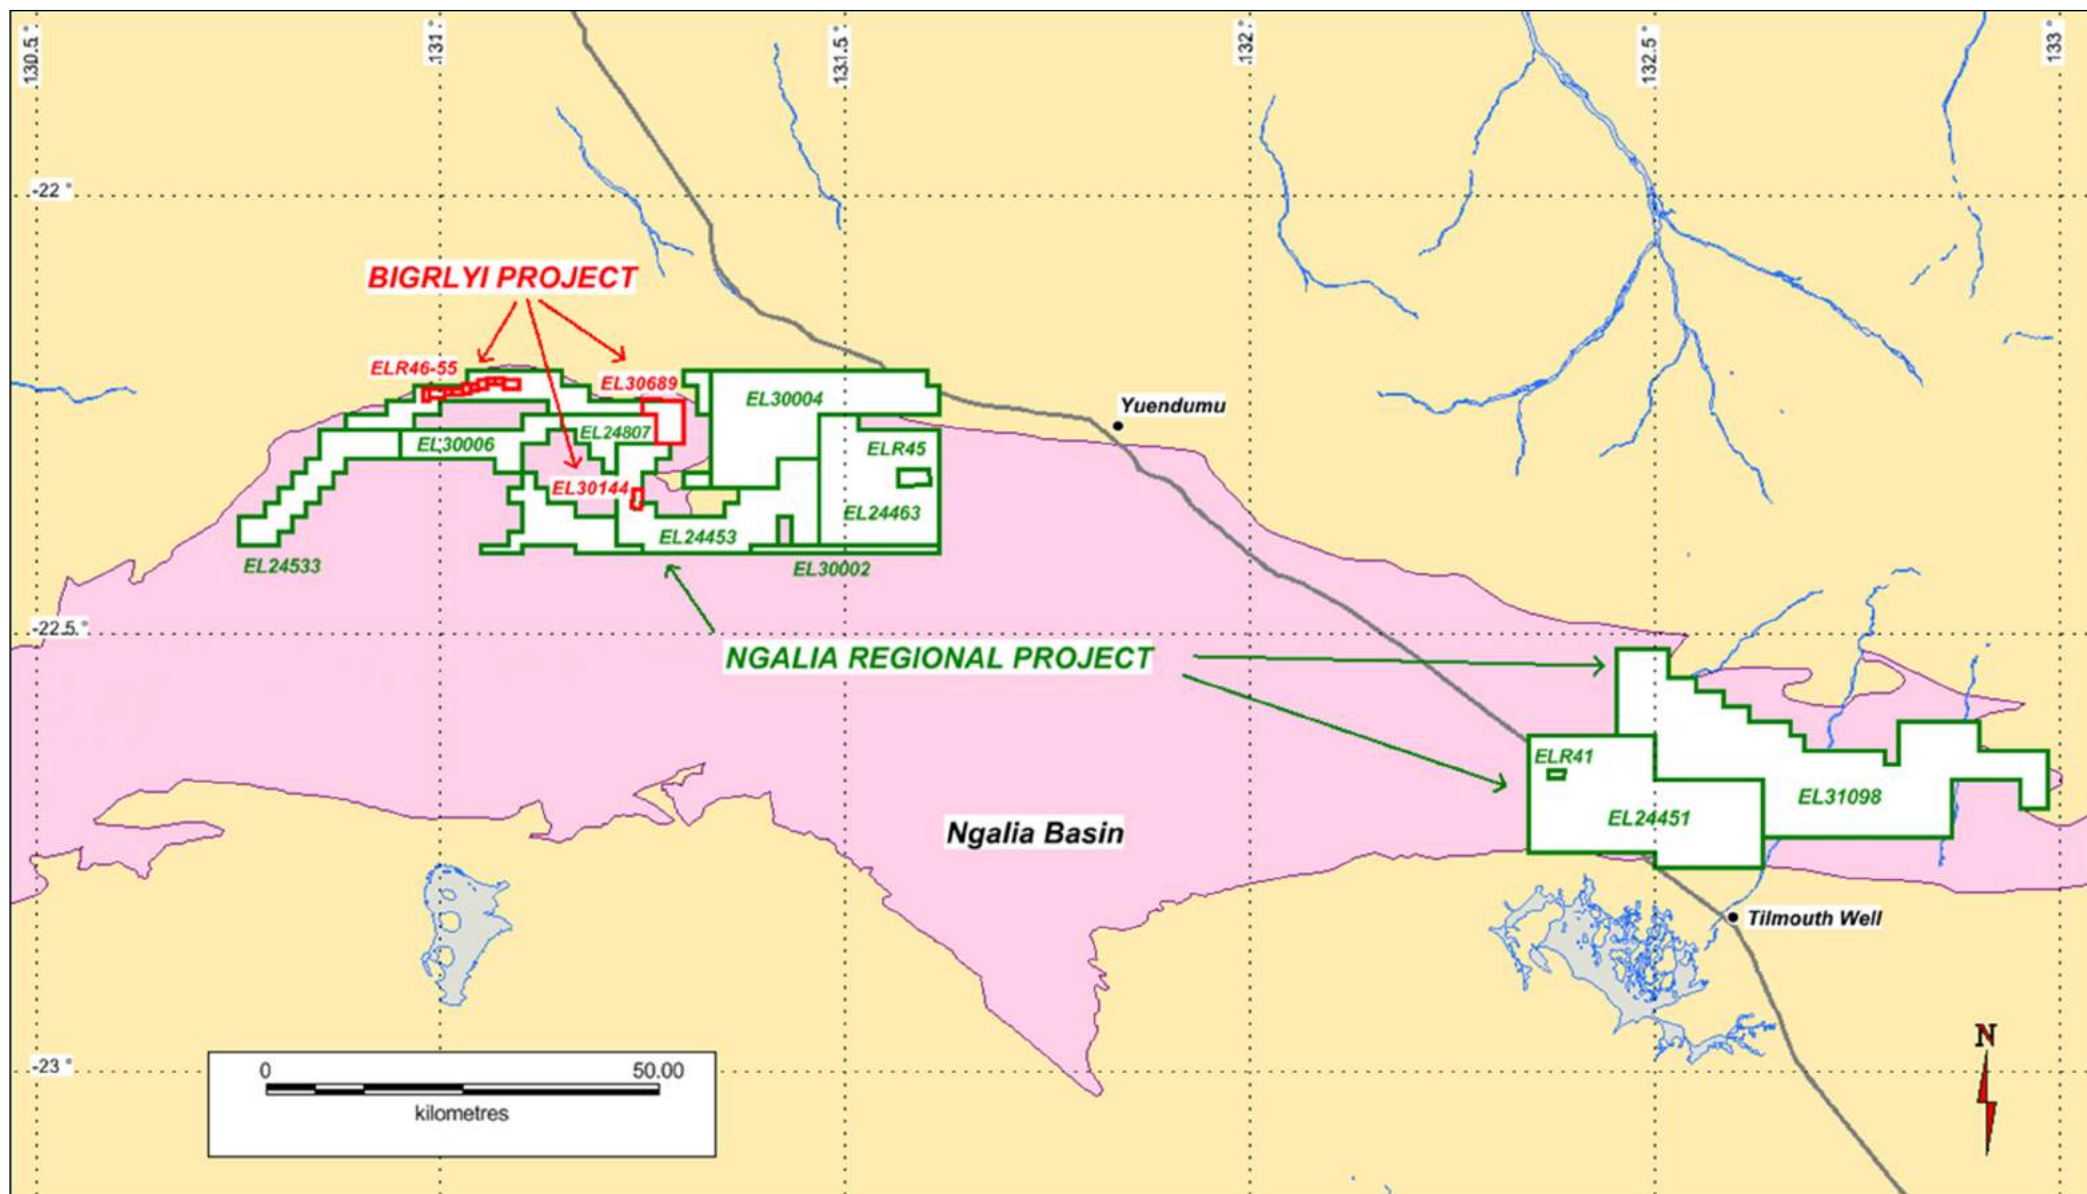 130.5°
131°
131.5°
132°
132.5°
133°
-22°
BIGRLYI PROJECT
ELR46-55
EL30689
EL30004
Yuendumu
EL24807
EL30006
ELR45
EL30144
EL24463
EL24453
EL24533
EL30002
-22.5°
NGALIA REGIONAL PROJECT
ELR41
EL31098
EL24451
Ngalia Basin
Tilmouth Well
N
-23°
0 50.00
kilometres